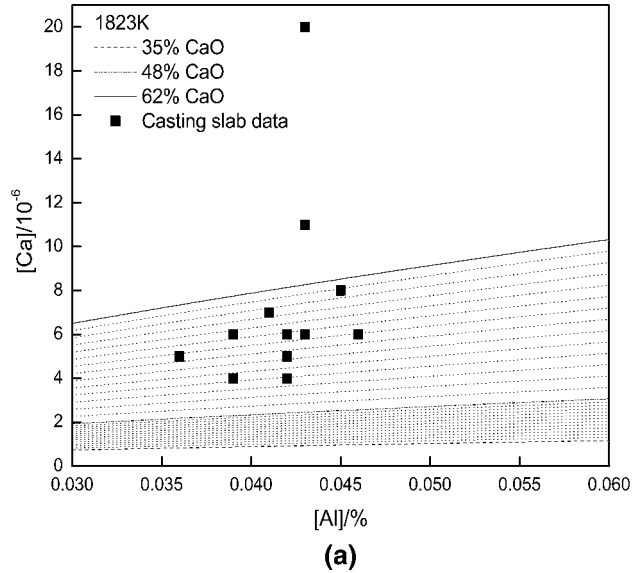 1823K
35% CaO
48% CaO
62% CaO
Casting slab data
20
18
16
14
12
10
8
6
4
2
0
[Ca]/10⁻⁶
0.030 0.035 0.040 0.045 0.050 0.055 0.060
[Al]/%
(a)